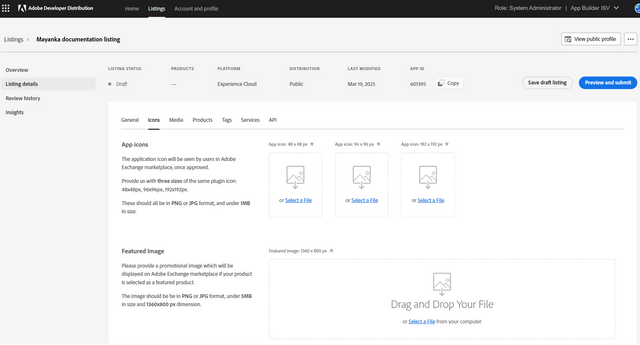 Adobe Developer Distribution
Home Listings Account and profile
Role: System Administrator | App Builder ISV
Listings > Mayanka documentation listing
View public profile
Overview
Listing details
Review history
Insights
LISTING STATUS PRODUCTS PLATFORM DISTRIBUTION LAST MODIFIED APP ID
Draft — Experience Cloud Public Mar 19, 2025 601395 Copy
Save draft listing
Preview and submit
General Icons Media Products Tags Services API
App icons
The application icon will be seen by users in Adobe
Exchange marketplace, once approved.
Provide us with three sizes of the same plugin icon:
48x48px, 96x96px, 192x192px.
These should all be in PNG or JPG format, and under 1MB
in size.
App icon: 48 x 48 px *
App icon: 96 x 96 px *
App icon: 192 x 192 px *
or Select a File
or Select a File
or Select a File
Featured Image
Please provide a promotional image which will be
displayed on Adobe Exchange marketplace if your product
is selected as a featured product.
The image should be be in PNG or JPG format, under 5MB
in size and 1360x800 px dimension.
Featured image: 1360 x 800 px *
Drag and Drop Your File
or Select a File from your computer